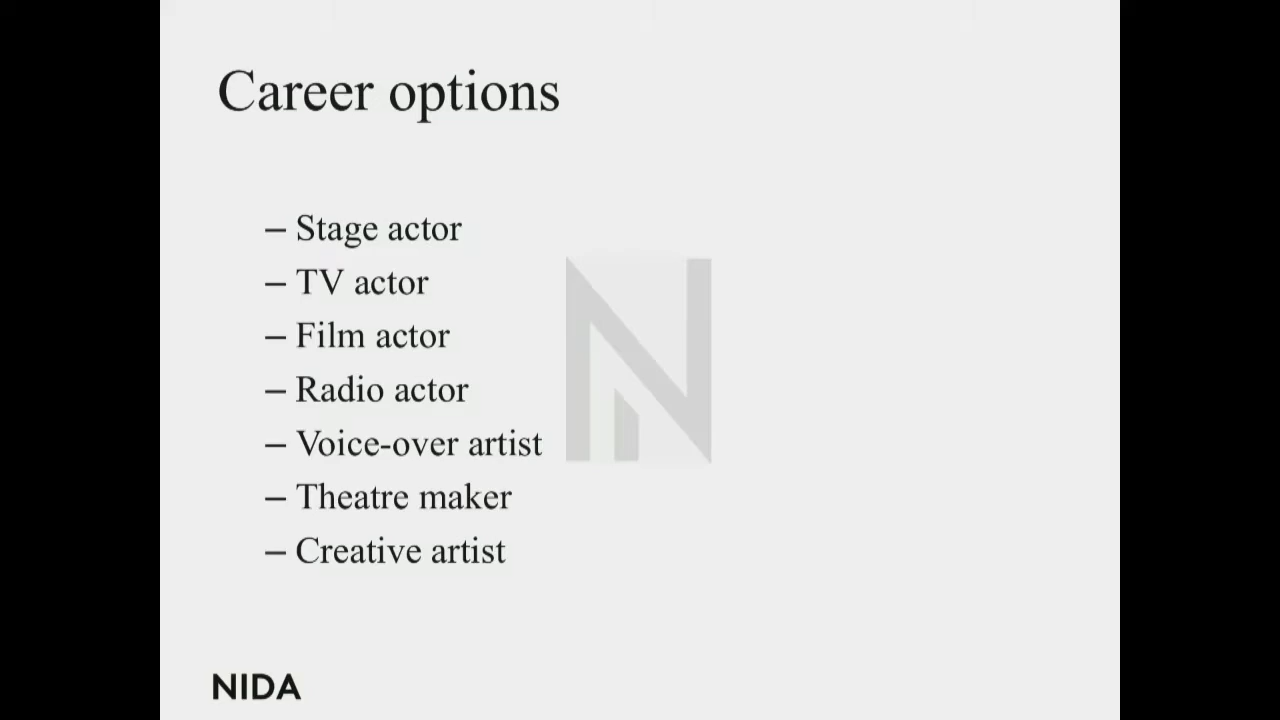 Career options
– Stage actor
– TV actor
– Film actor
– Radio actor
– Voice-over artist
– Theatre maker
– Creative artist
NIDA